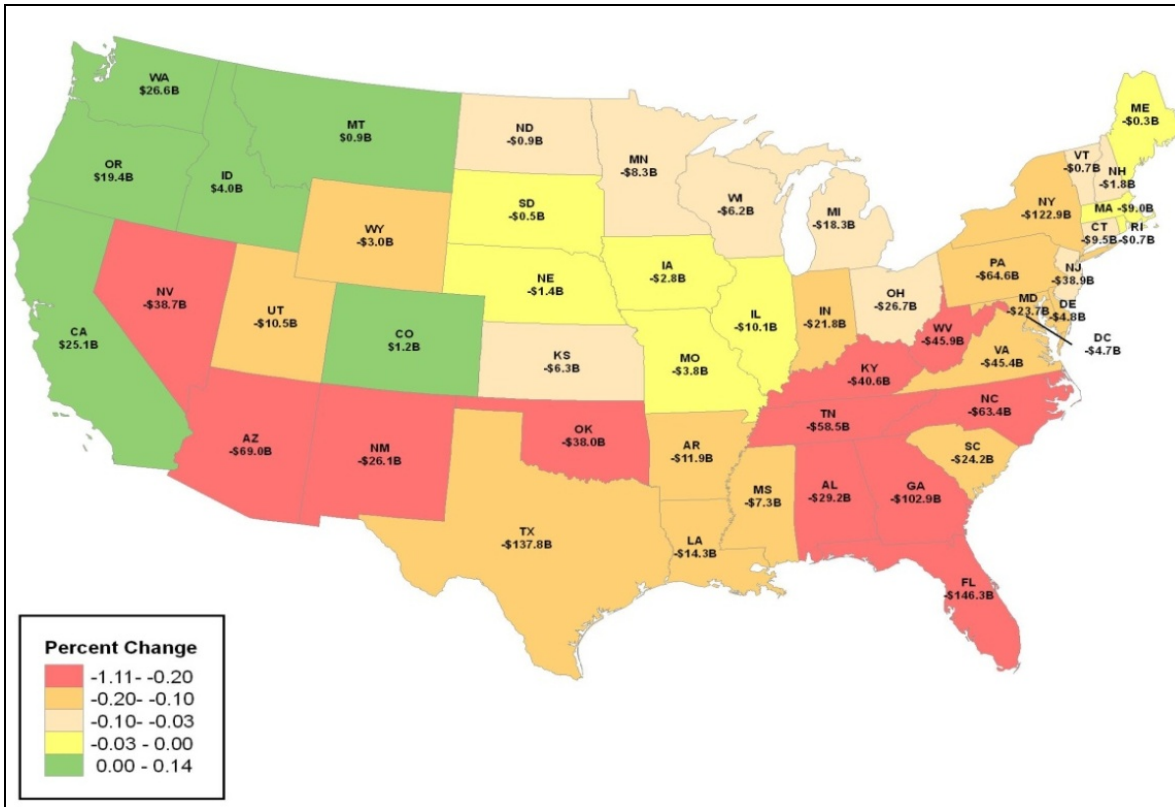 WA
$26.6B
OR
$19.4B
ID
$4.0B
MT
$0.9B
ND
-$0.9B
MN
-$8.3B
WI
-$6.2B
MI
-$18.3B
ME
-$0.3B
VT
-$0.7B
NH
-$1.8B
NY
-$122.9B
MA -$9.0B
CT
-$9.5B
RI
-$0.7B
SD
-$0.5B
WY
-$3.0B
NE
-$1.4B
IA
-$2.8B
IL
-$10.1B
IN
-$21.8B
OH
-$26.7B
PA
-$64.6B
NJ
-$38.9B
MD
-$23.7B
DE
-$4.8B
DC
-$4.7B
WV
-$45.9B
VA
-$45.4B
NV
-$38.7B
UT
-$10.5B
CO
$1.2B
KS
-$6.3B
MO
-$3.8B
KY
-$40.6B
CA
$25.1B
AZ
-$69.0B
NM
-$26.1B
OK
-$38.0B
AR
-$11.9B
TN
-$58.5B
NC
-$63.4B
SC
-$24.2B
MS
-$7.3B
AL
-$29.2B
GA
-$102.9B
TX
-$137.8B
LA
-$14.3B
FL
-$146.3B
Percent Change
-1.11- -0.20
-0.20- -0.10
-0.10- -0.03
-0.03 - 0.00
0.00 - 0.14